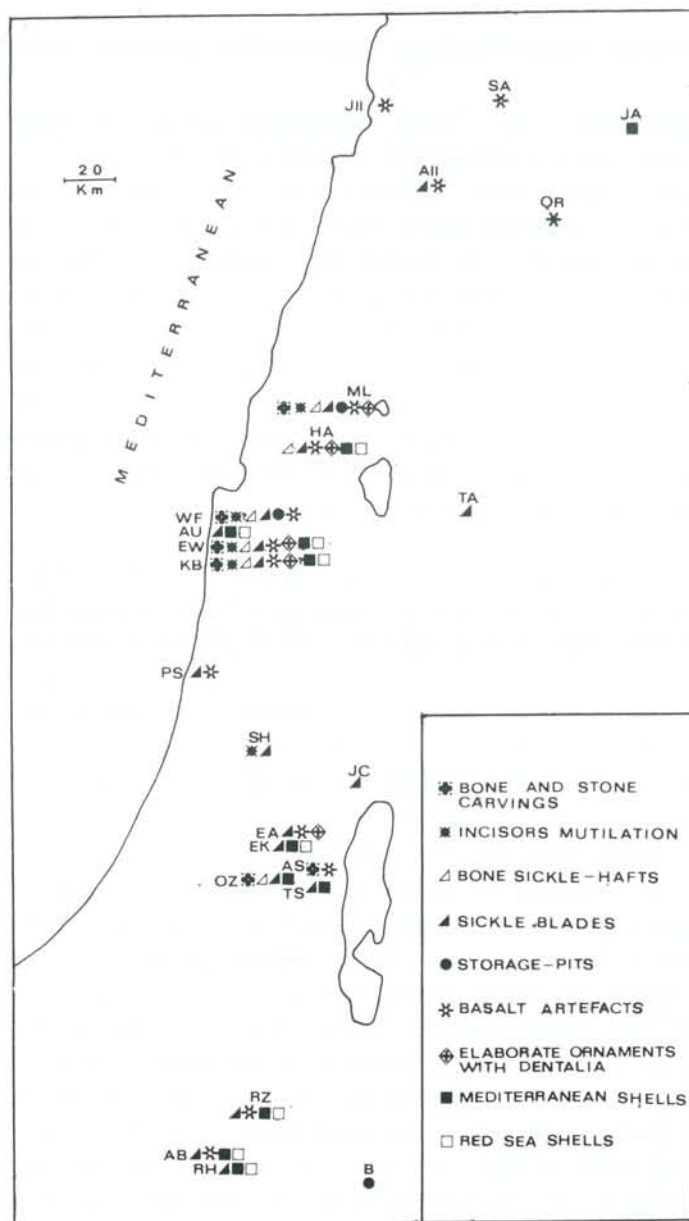 JII
SA
JA
20
Km
AII
QR
MEDITERRANEAN
ML
HA
TA
WF
AU
EW
KB
PS
SH
JC
EA
EK
AS
OZ
TS
RZ
AB
RH
B
BONE AND STONE
CARVINGS
INCISORS MUTILATION
BONE SICKLE-HAFTS
SICKLE BLADES
STORAGE-PITS
BASALT ARTEFACTS
ELABORATE ORNAMENTS
WITH DENTALIA
MEDITERRANEAN SHELLS
RED SEA SHELLS